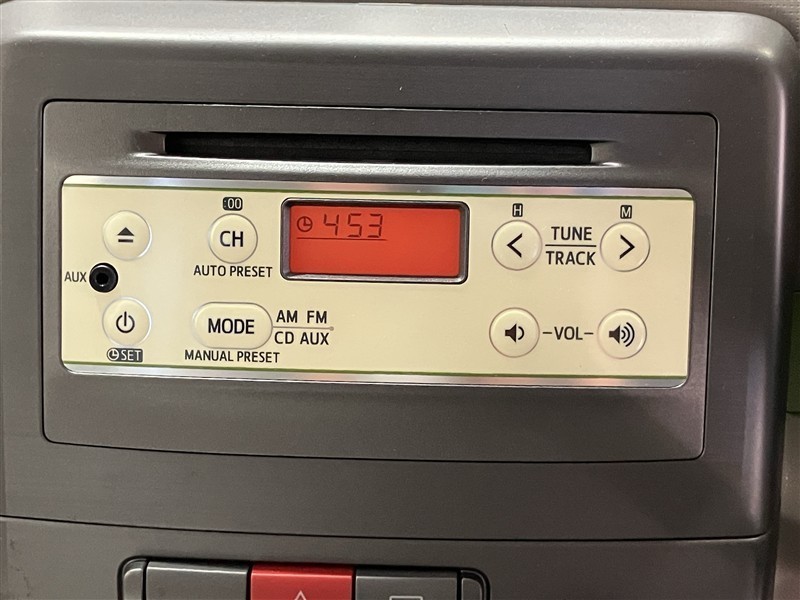 :00
CH
AUTO PRESET
453
H
M
TUNE
TRACK
AUX
SET
MODE
AM FM
CD AUX
MANUAL PRESET
-VOL-